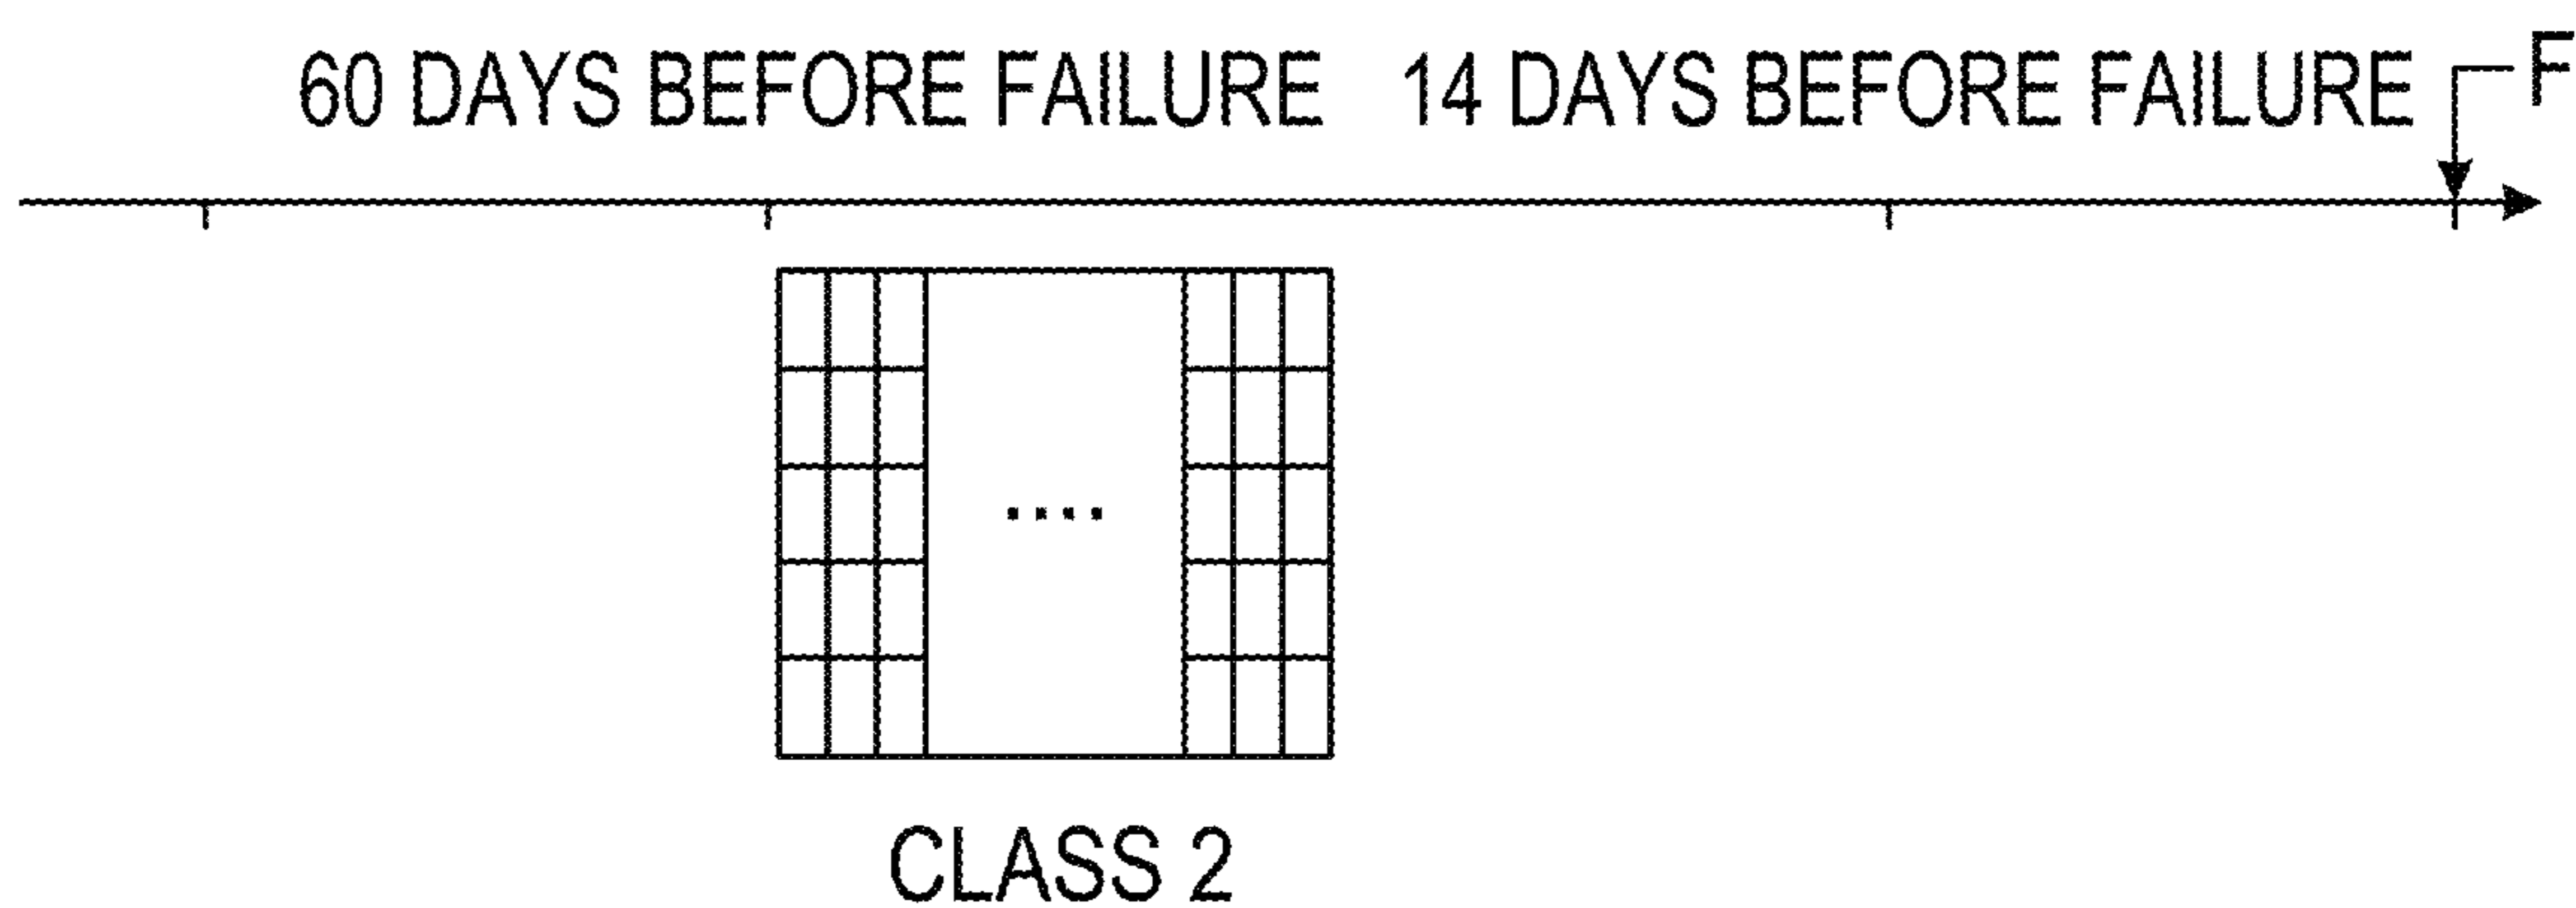 60 DAYS BEFORE FAILURE 14 DAYS BEFORE FAILURE F
....
CLASS 2